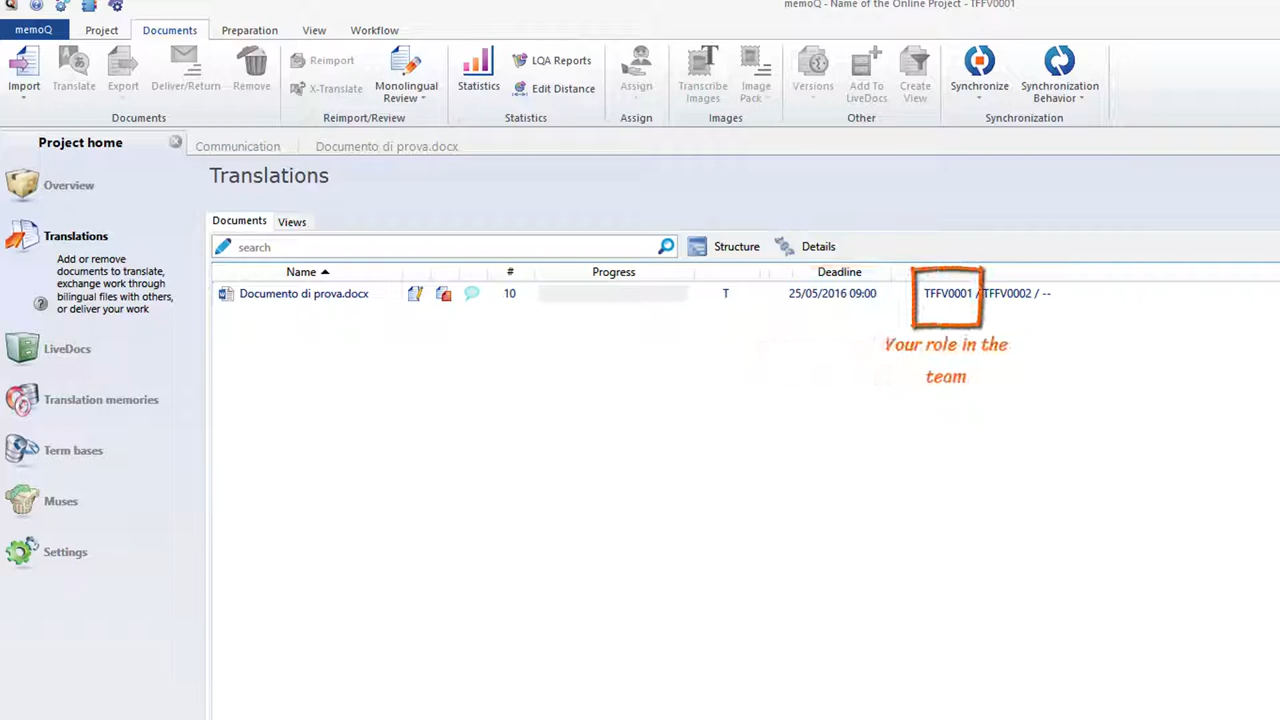 memoQ - Name of the Online Project - TFFV0001
memoQ Project Documents Preparation View Workflow
Import Translate Export Deliver/Return Remove
Documents
Reimport
X-Translate
Monolingual Review
Reimport/Review
Statistics
LQA Reports
Edit Distance
Statistics
Assign
Assign
Transcribe Images
Image Pack
Images
Versions
Add To LiveDocs
Create View
Other
Synchronize
Synchronization Behavior
Synchronization
Project home
Communication Documento di prova.docx
Overview
Translations
Add or remove
documents to translate,
exchange work through
bilingual files with others,
or deliver your work
LiveDocs
Translation memories
Term bases
Muses
Settings
Translations
Documents Views
search
Structure Details
Name # Progress Deadline
Documento di prova.docx 10 T 25/05/2016 09:00 TFFV0001 / TFFV0002 / --
Your role in the
team